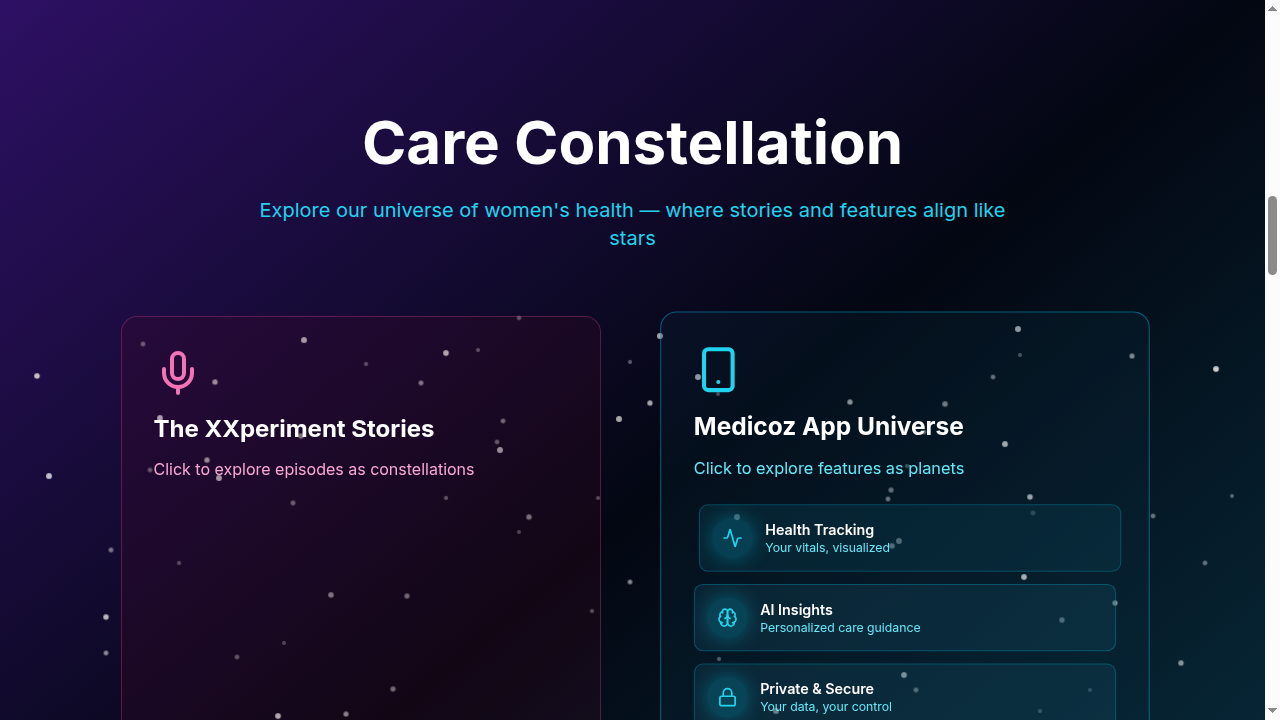 Care Constellation
Explore our universe of women's health — where stories and features align like
stars
The XXperiment Stories
Click to explore episodes as constellations
Medicoz App Universe
Click to explore features as planets
Health Tracking
Your vitals, visualized
AI Insights
Personalized care guidance
Private & Secure
Your data, your control